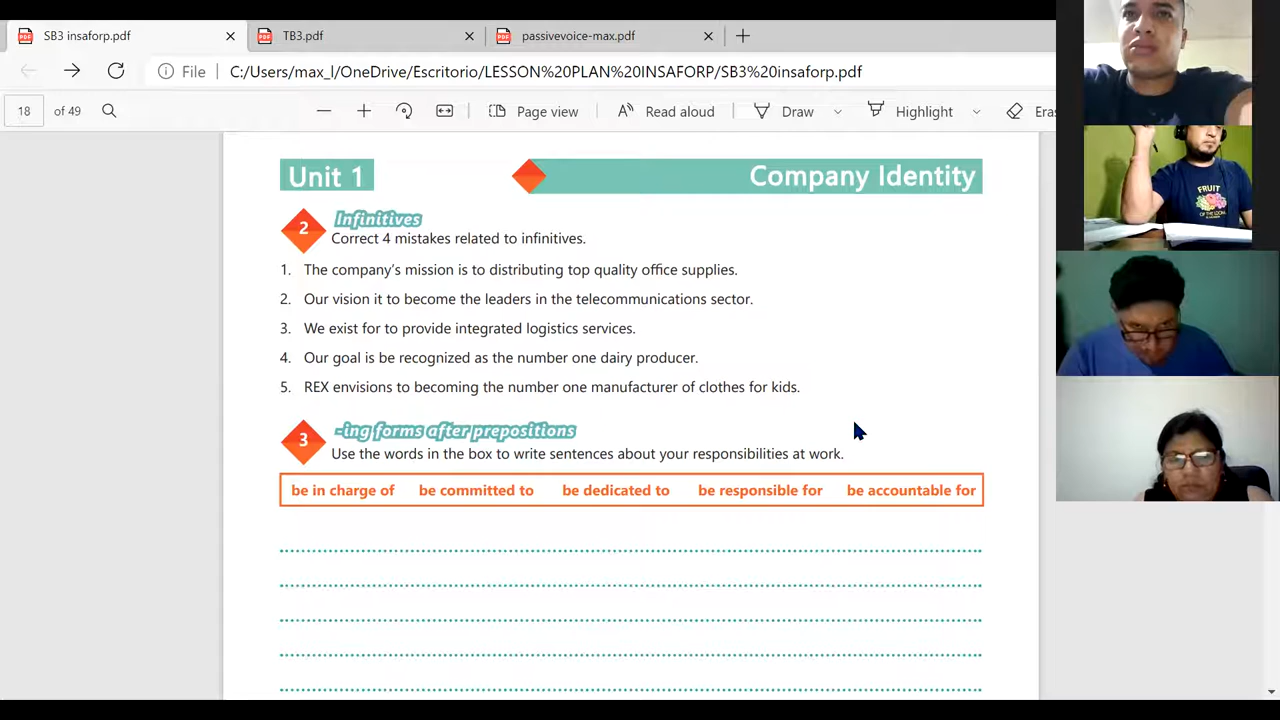 SB3 insaforp.pdf
TB3.pdf
passivevoice-max.pdf
File
C:/Users/max_l/OneDrive/Escritorio/LESSON%20PLAN%20INSAFORP/SB3%20insaforp.pdf
18 of 49
Page view
Read aloud
Draw
Highlight
Eras
Unit 1
Company Identity
2 Infinitives
Correct 4 mistakes related to infinitives.
1. The company's mission is to distributing top quality office supplies.
2. Our vision it to become the leaders in the telecommunications sector.
3. We exist for to provide integrated logistics services.
4. Our goal is be recognized as the number one dairy producer.
5. REX envisions to becoming the number one manufacturer of clothes for kids.
3 -ing forms after prepositions
Use the words in the box to write sentences about your responsibilities at work.
be in charge of be committed to be dedicated to be responsible for be accountable for
FRUIT
OF THE LOOM